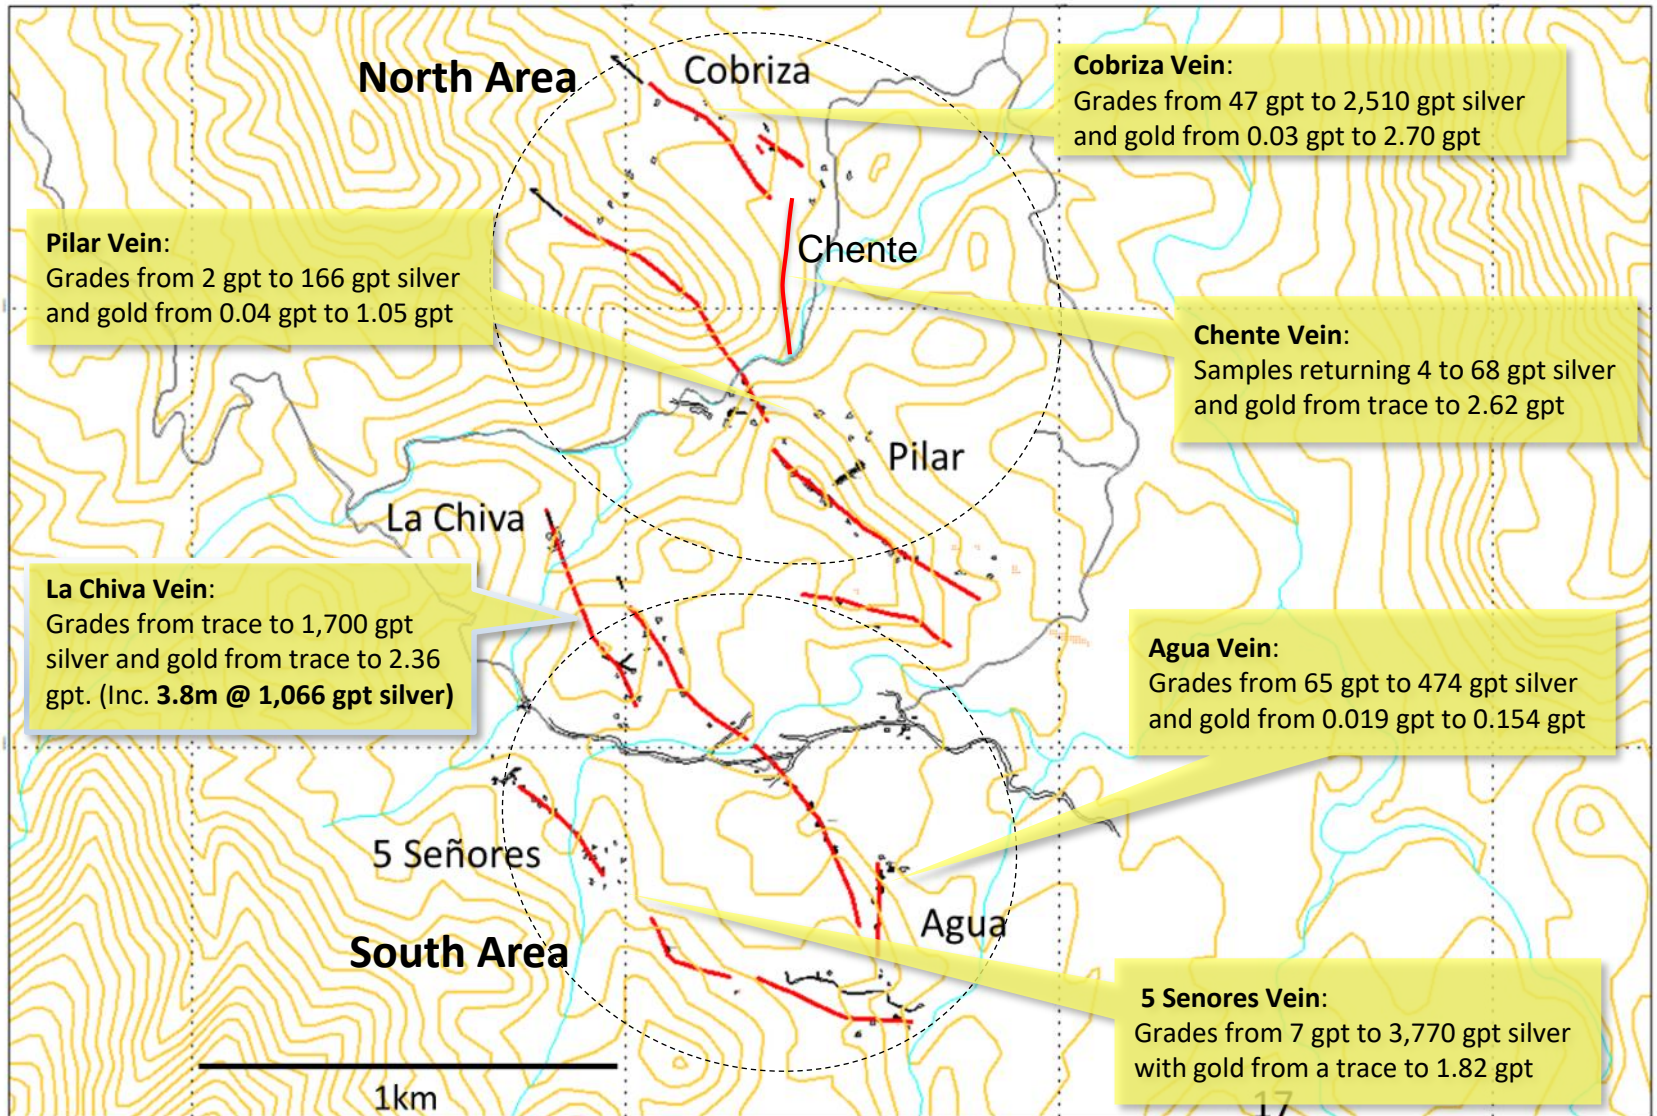 North Area
Cobriza
Cobriza Vein:
Grades from 47 gpt to 2,510 gpt silver
and gold from 0.03 gpt to 2.70 gpt
Pilar Vein:
Grades from 2 gpt to 166 gpt silver
and gold from 0.04 gpt to 1.05 gpt
Chente
Chente Vein:
Samples returning 4 to 68 gpt silver
and gold from trace to 2.62 gpt
Pilar
La Chiva
La Chiva Vein:
Grades from trace to 1,700 gpt
silver and gold from trace to 2.36
gpt. (Inc. 3.8m @ 1,066 gpt silver)
Agua Vein:
Grades from 65 gpt to 474 gpt silver
and gold from 0.019 gpt to 0.154 gpt
5 Señores
Agua
South Area
5 Senores Vein:
Grades from 7 gpt to 3,770 gpt silver
with gold from a trace to 1.82 gpt
1km
17